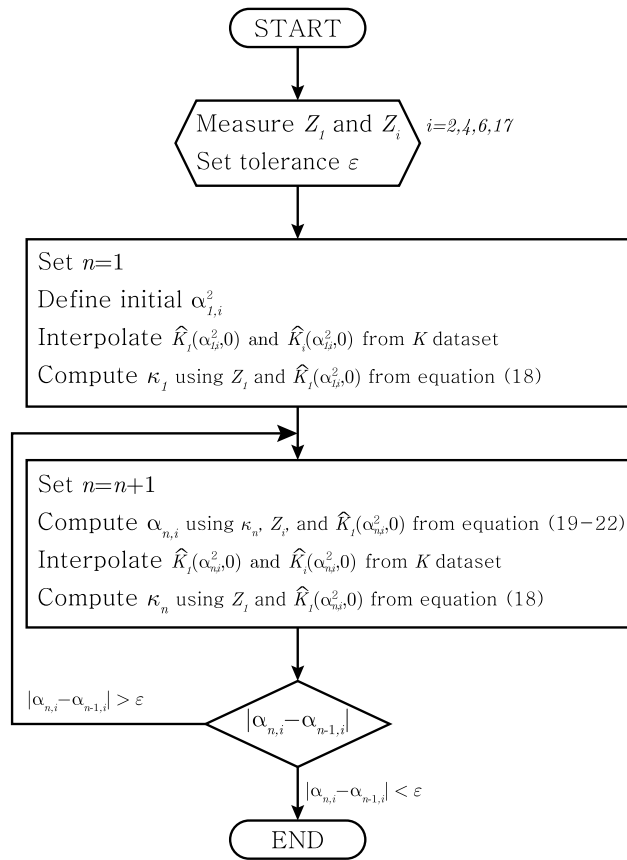 START
Measure Z₁ and Zᵢ i=2,4,6,17
Set tolerance ε
Set n=1
Define initial α²₁,ᵢ
Interpolate K̂₁(α²₁,ᵢ,0) and K̂ᵢ(α²₁,ᵢ,0) from K dataset
Compute κ₁ using Z₁ and K̂₁(α²₁,ᵢ,0) from equation (18)
Set n=n+1
Compute αₙ,ᵢ using κₙ, Zᵢ, and K̂₁(α²ₙ,ᵢ,0) from equation (19-22)
Interpolate K̂₁(α²ₙ,ᵢ,0) and K̂ᵢ(α²ₙ,ᵢ,0) from K dataset
Compute κₙ using Z₁ and K̂₁(α²ₙ,ᵢ,0) from equation (18)
|αₙ,ᵢ−αₙ₋₁,ᵢ| > ε
|αₙ,ᵢ−αₙ₋₁,ᵢ|
|αₙ,ᵢ−αₙ₋₁,ᵢ| < ε
END